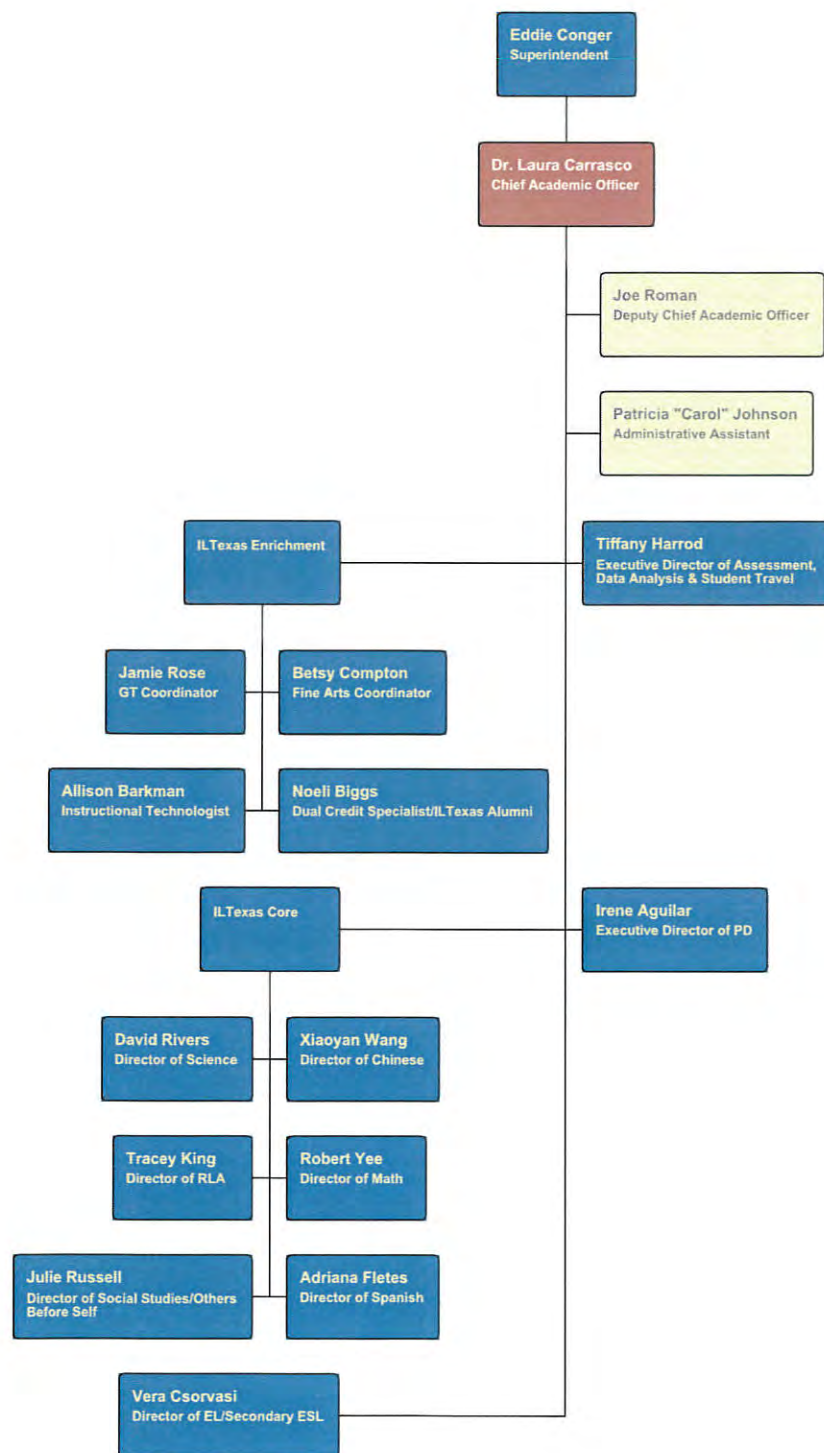 Eddie Conger
Superintendent
Dr. Laura Carrasco
Chief Academic Officer
Joe Roman
Deputy Chief Academic Officer
Patricia "Carol" Johnson
Administrative Assistant
ILTexas Enrichment
Tiffany Harrod
Executive Director of Assessment,
Data Analysis & Student Travel
Jamie Rose
GT Coordinator
Betsy Compton
Fine Arts Coordinator
Allison Barkman
Instructional Technologist
Noeli Biggs
Dual Credit Specialist/ILTexas Alumni
ILTexas Core
Irene Aguilar
Executive Director of PD
David Rivers
Director of Science
Xiaoyan Wang
Director of Chinese
Tracey King
Director of RLA
Robert Yee
Director of Math
Julie Russell
Director of Social Studies/Others
Before Self
Adriana Fletes
Director of Spanish
Vera Csorvasi
Director of EL/Secondary ESL